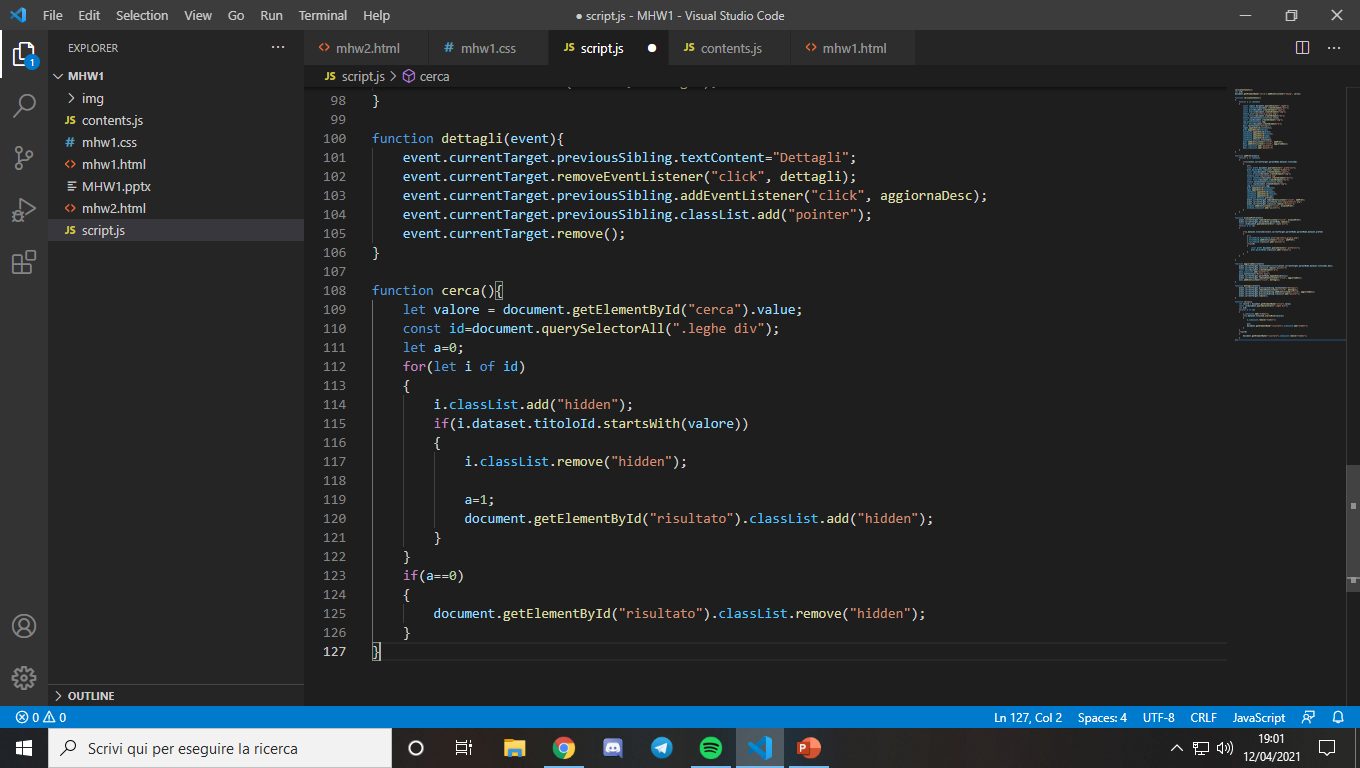 File Edit Selection View Go Run Terminal Help ● script.js - MHW1 - Visual Studio Code
EXPLORER ···
<> mhw2.html # mhw1.css JS script.js ● JS contents.js <> mhw1.html ···
JS script.js > cerca
1
MHW1
img
JS contents.js
# mhw1.css
<> mhw1.html
MHW1.pptx
<> mhw2.html
JS script.js
98 }
99
100 function dettagli(event){
101 event.currentTarget.previousSibling.textContent="Dettagli";
102 event.currentTarget.removeEventListener("click", dettagli);
103 event.currentTarget.previousSibling.addEventListener("click", aggiornaDesc);
104 event.currentTarget.previousSibling.classList.add("pointer");
105 event.currentTarget.remove();
106 }
107
108 function cerca(){
109 let valore = document.getElementById("cerca").value;
110 const id=document.querySelectorAll(".leghe div");
111 let a=0;
112 for(let i of id)
113 {
114 i.classList.add("hidden");
115 if(i.dataset.titoloId.startsWith(valore))
116 {
117 i.classList.remove("hidden");
118
119 a=1;
120 document.getElementById("risultato").classList.add("hidden");
121 }
122 }
123 if(a==0)
124 {
125 document.getElementById("risultato").classList.remove("hidden");
126 }
127 }
OUTLINE
0 0 Ln 127, Col 2 Spaces: 4 UTF-8 CRLF JavaScript
Scrivi qui per eseguire la ricerca
19:01
12/04/2021